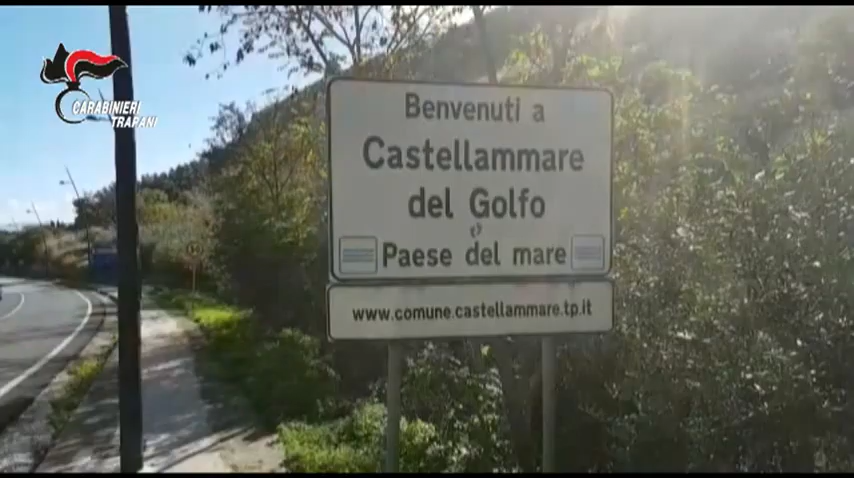 CARABINIERI
TRAPANI
Benvenuti a
Castellammare
del Golfo
Paese del mare
www.comune.castellammare.tp.it